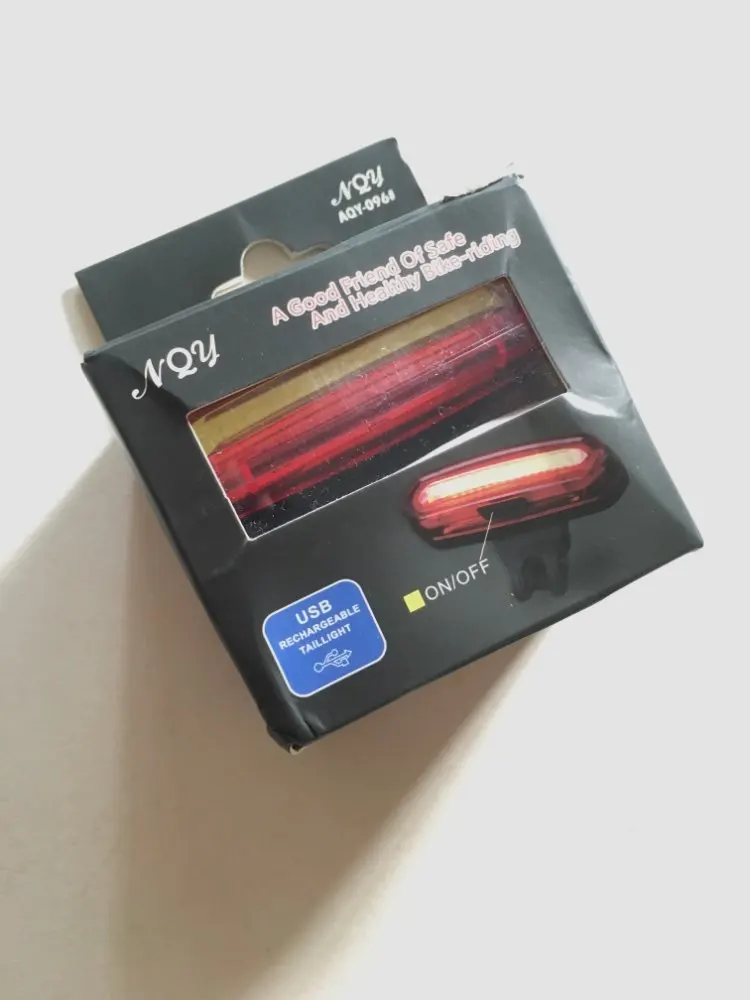 NQY
AQY-0968
A Good Friend Of Safe
And Healthy Bike-riding
NQY
ON/OFF
USB
RECHARGEABLE
TAILLIGHT